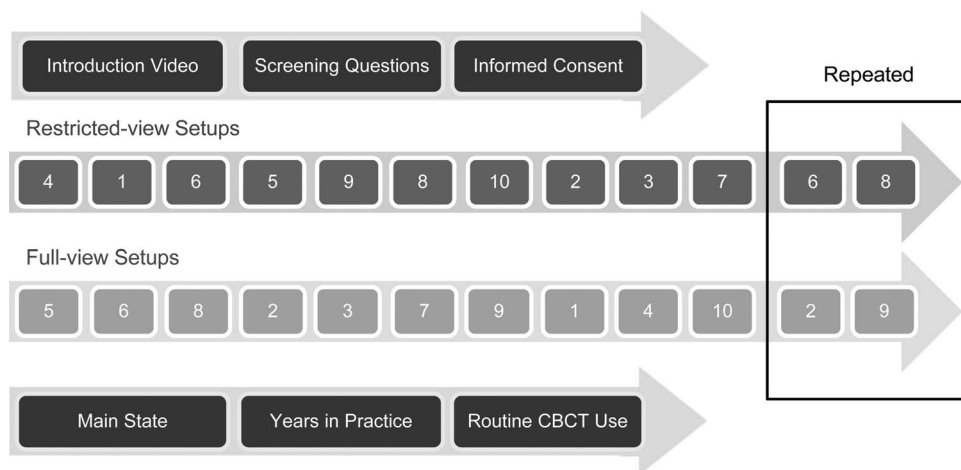 Introduction Video Screening Questions Informed Consent
Repeated
Restricted-view Setups
4 1 6 5 9 8 10 2 3 7 6 8
Full-view Setups
5 6 8 2 3 7 9 1 4 10 2 9
Main State Years in Practice Routine CBCT Use